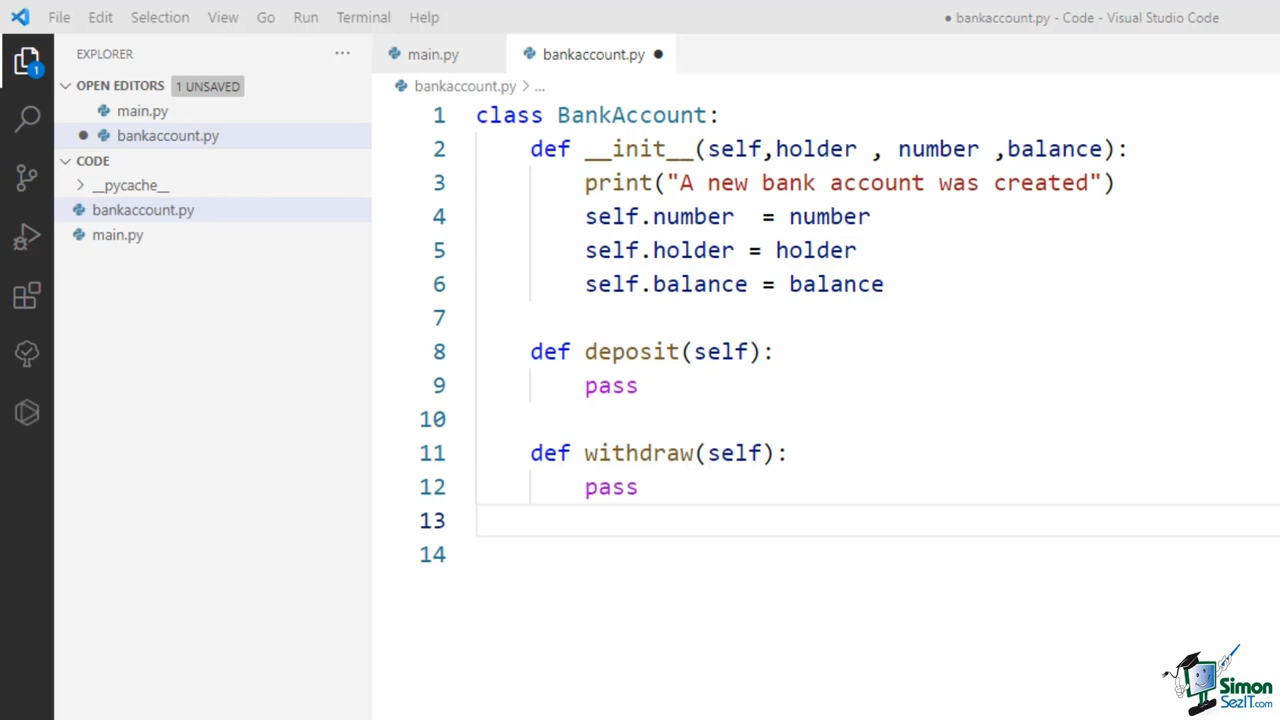 File Edit Selection View Go Run Terminal Help
● bankaccount.py - Code - Visual Studio Code
EXPLORER ...
1
OPEN EDITORS 1 UNSAVED
main.py
● bankaccount.py
CODE
__pycache__
bankaccount.py
main.py
main.py bankaccount.py ●
bankaccount.py > ...
1 class BankAccount:
2     def __init__(self,holder , number ,balance):
3         print("A new bank account was created")
4         self.number  = number
5         self.holder = holder
6         self.balance = balance
7
8     def deposit(self):
9         pass
10
11     def withdraw(self):
12         pass
13
14
Simon
SezIT.com